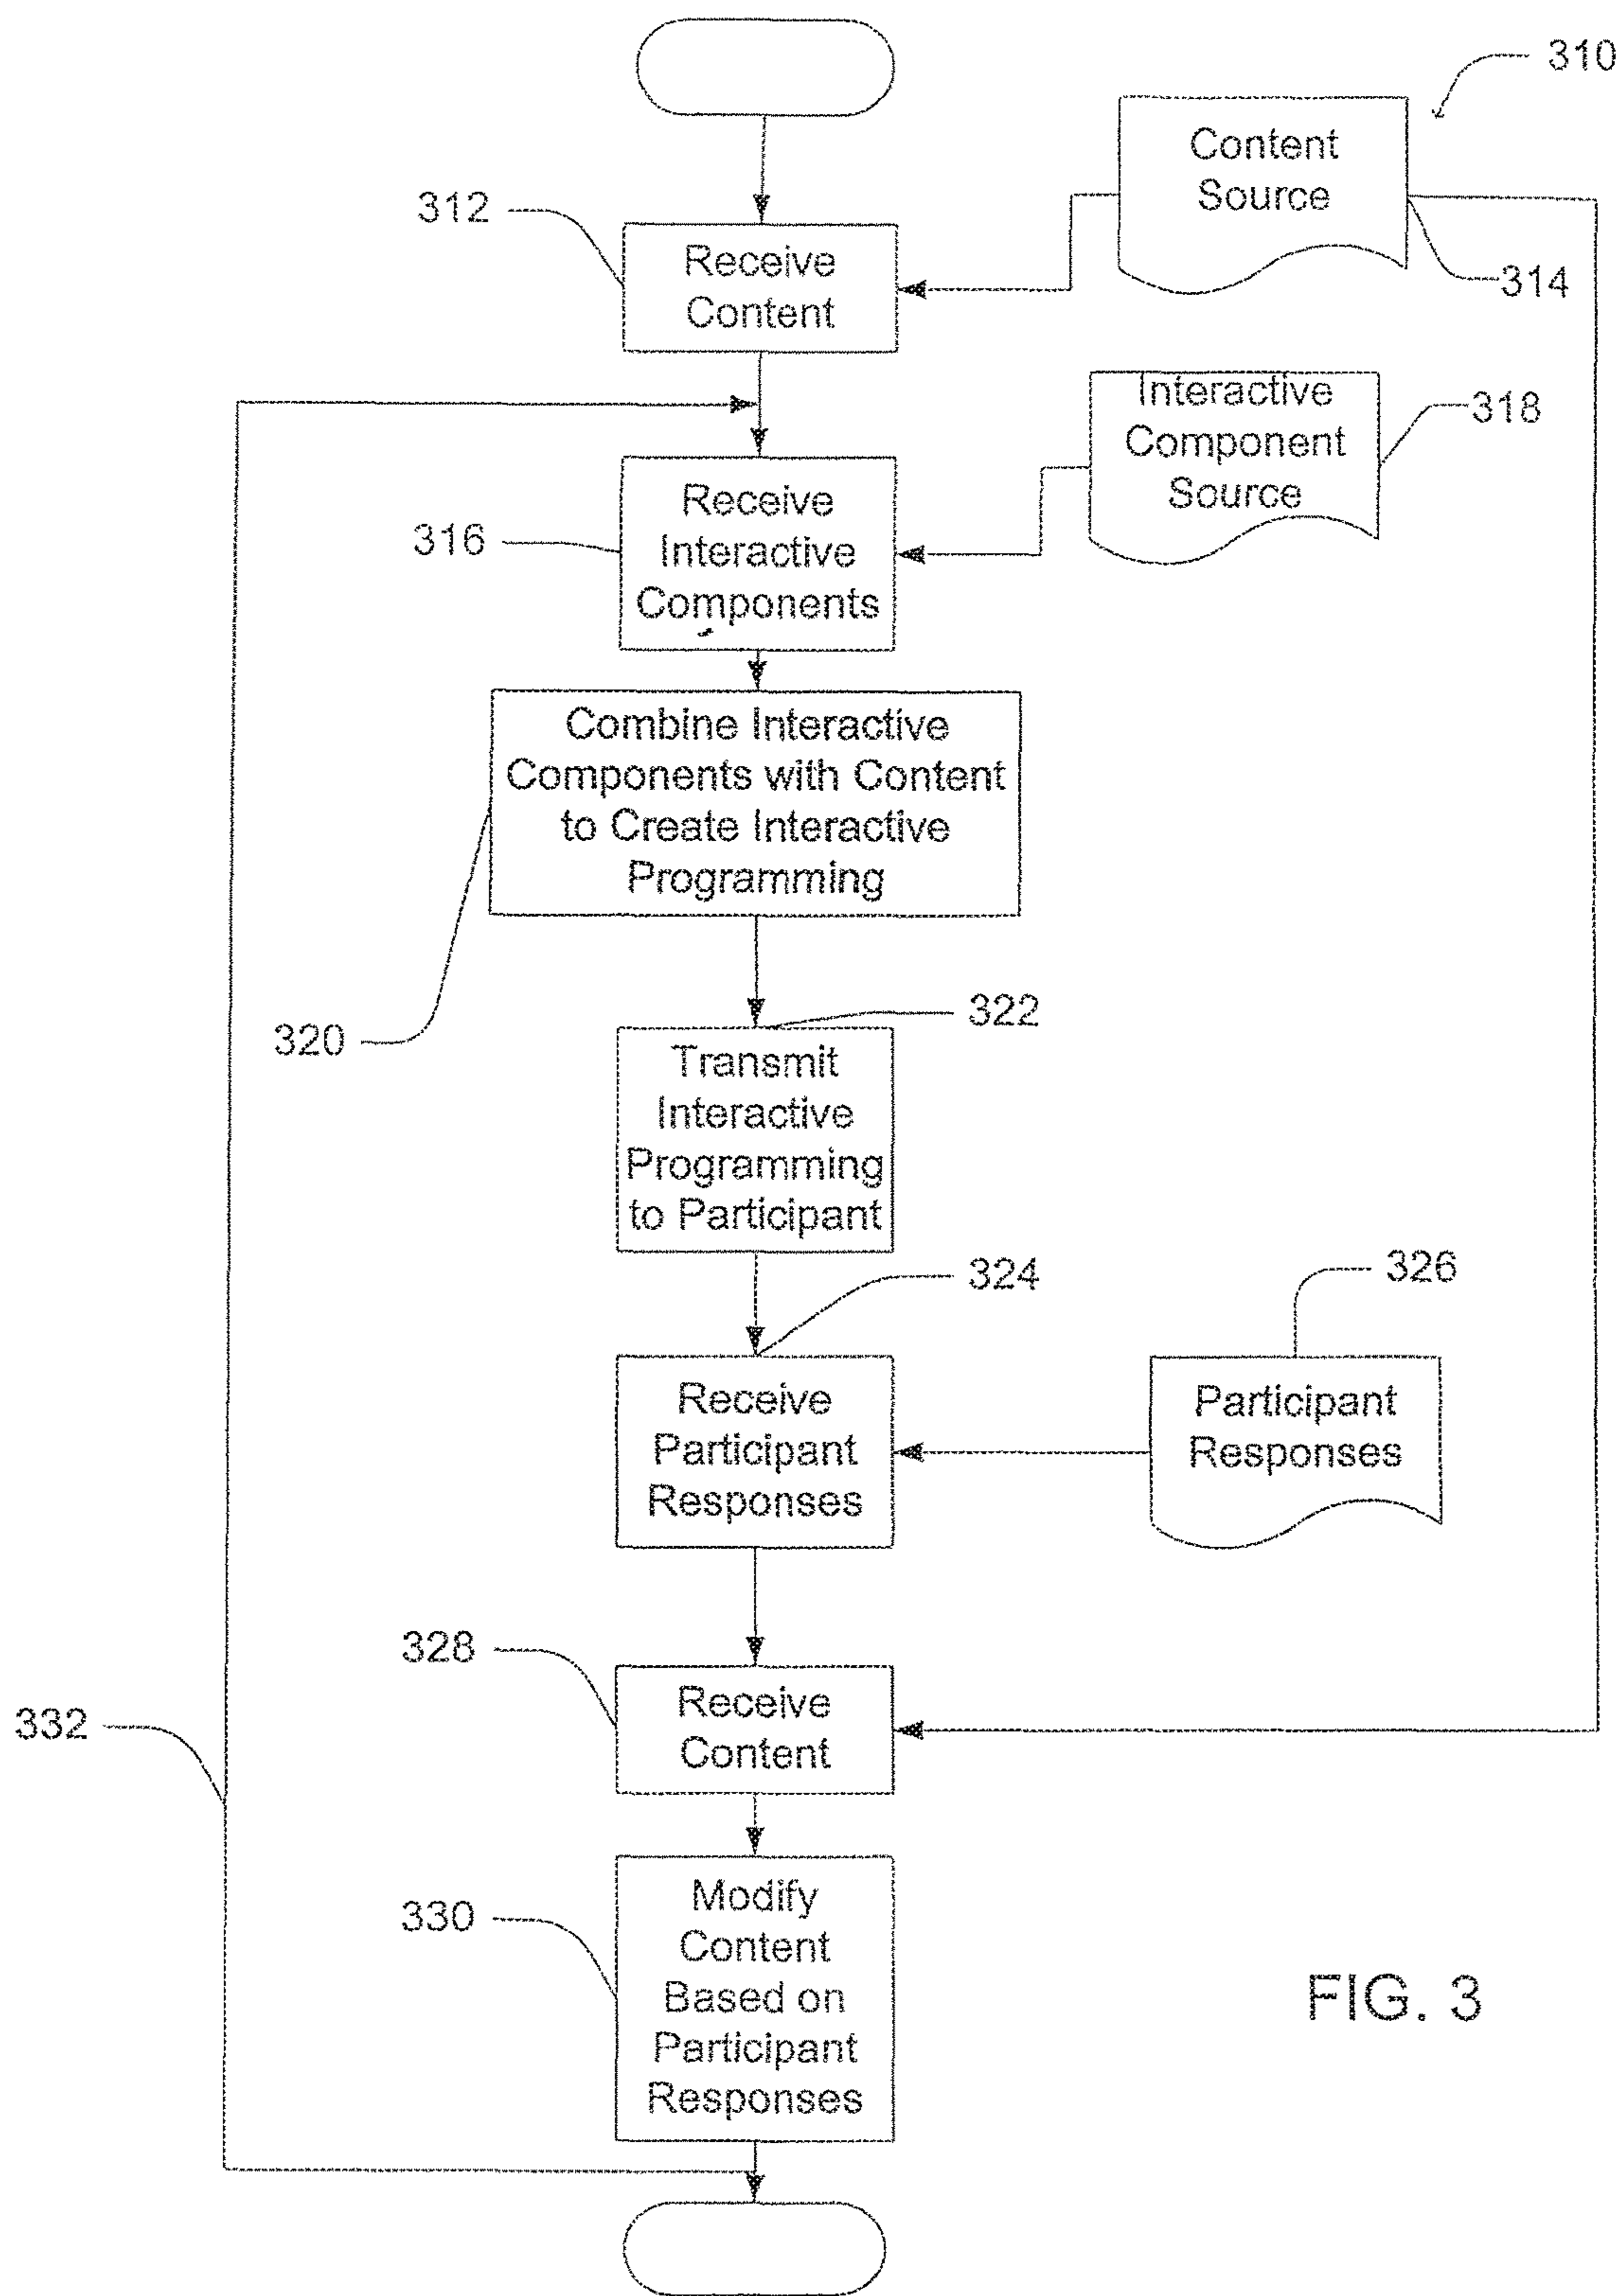 310
Content
Source
314
312
Receive
Content
Interactive
Component
Source
318
316
Receive
Interactive
Components
Combine Interactive
Components with Content
to Create Interactive
Programming
320
322
Transmit
Interactive
Programming
to Participant
324
326
Receive
Participant
Responses
Participant
Responses
328
Receive
Content
332
330
Modify
Content
Based on
Participant
Responses
FIG. 3